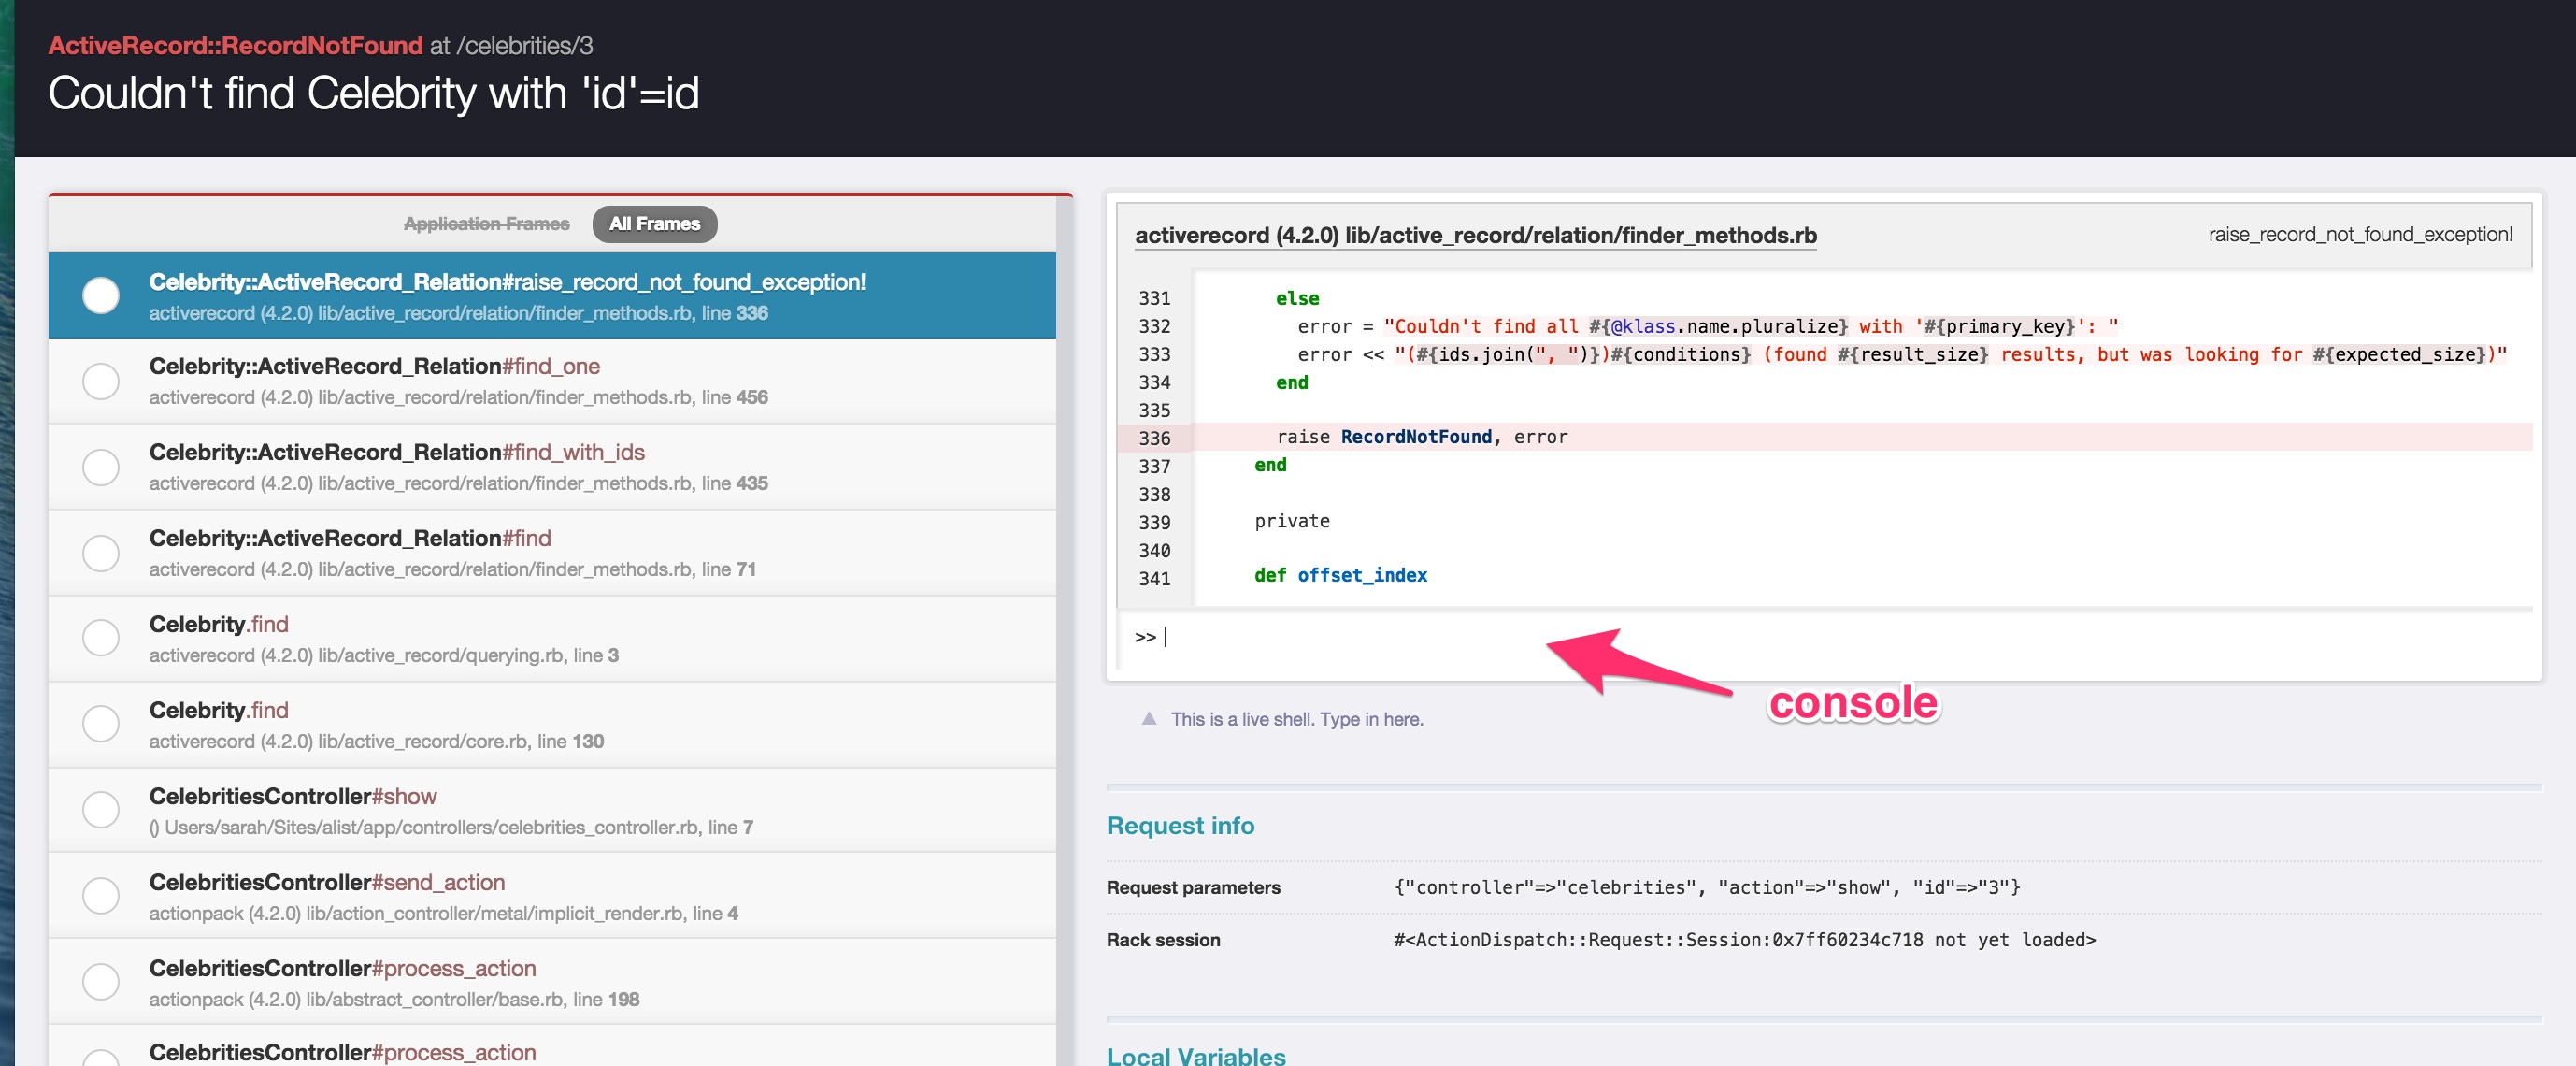 ActiveRecord::RecordNotFound at /celebrities/3
Couldn't find Celebrity with 'id'=id
Application Frames All Frames
Celebrity::ActiveRecord_Relation#raise_record_not_found_exception!
activerecord (4.2.0) lib/active_record/relation/finder_methods.rb, line 336
Celebrity::ActiveRecord_Relation#find_one
activerecord (4.2.0) lib/active_record/relation/finder_methods.rb, line 456
Celebrity::ActiveRecord_Relation#find_with_ids
activerecord (4.2.0) lib/active_record/relation/finder_methods.rb, line 435
Celebrity::ActiveRecord_Relation#find
activerecord (4.2.0) lib/active_record/relation/finder_methods.rb, line 71
Celebrity.find
activerecord (4.2.0) lib/active_record/querying.rb, line 3
Celebrity.find
activerecord (4.2.0) lib/active_record/core.rb, line 130
CelebritiesController#show
() Users/sarah/Sites/alist/app/controllers/celebrities_controller.rb, line 7
CelebritiesController#send_action
actionpack (4.2.0) lib/action_controller/metal/implicit_render.rb, line 4
CelebritiesController#process_action
actionpack (4.2.0) lib/abstract_controller/base.rb, line 198
CelebritiesController#process_action
activerecord (4.2.0) lib/active_record/relation/finder_methods.rb raise_record_not_found_exception!
331 else
332 error = "Couldn't find all #{@klass.name.pluralize} with '#{primary_key}': "
333 error << "(#{ids.join(", ")})#{conditions} (found #{result_size} results, but was looking for #{expected_size})"
334 end
335
336 raise RecordNotFound, error
337 end
338
339 private
340
341 def offset_index
>>
console
This is a live shell. Type in here.
Request info
Request parameters {"controller"=>"celebrities", "action"=>"show", "id"=>"3"}
Rack session #<ActionDispatch::Request::Session:0x7ff60234c718 not yet loaded>
Local Variables